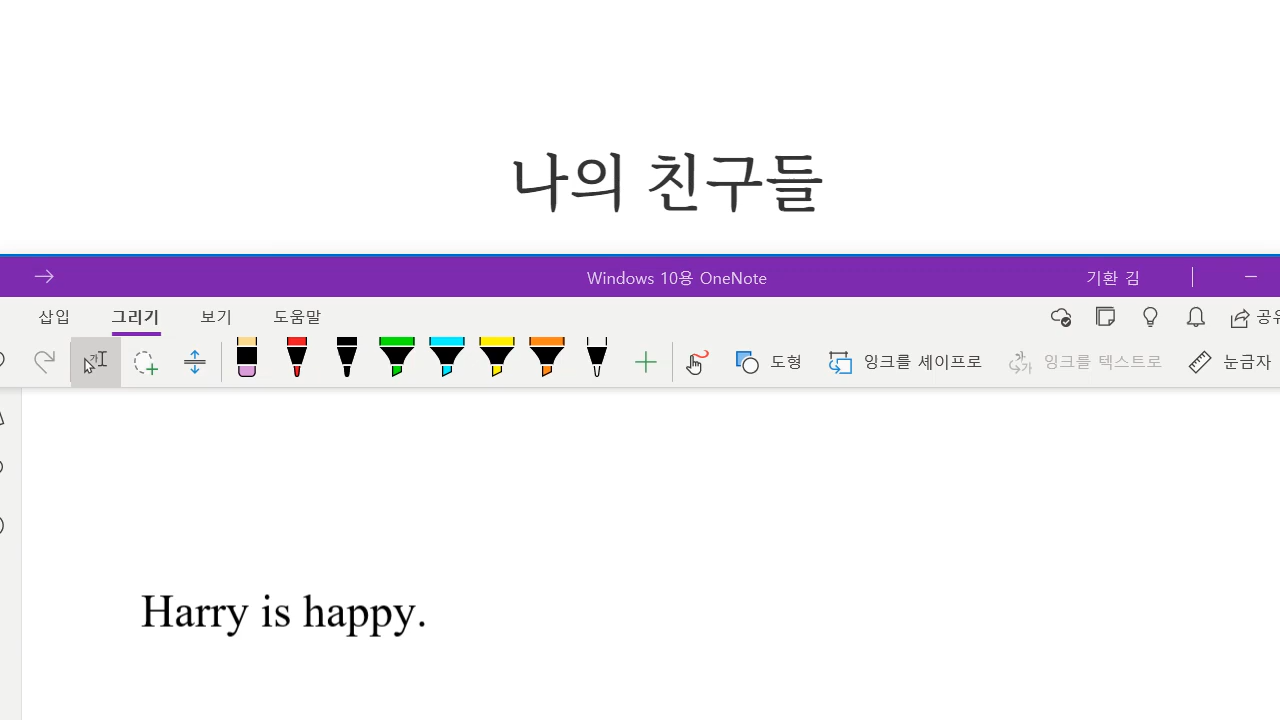 나의 친구들
Windows 10용 OneNote 기환 김
삽입 그리기 보기 도움말
도형 잉크를 셰이프로 잉크를 텍스트로 눈금자
Harry is happy.